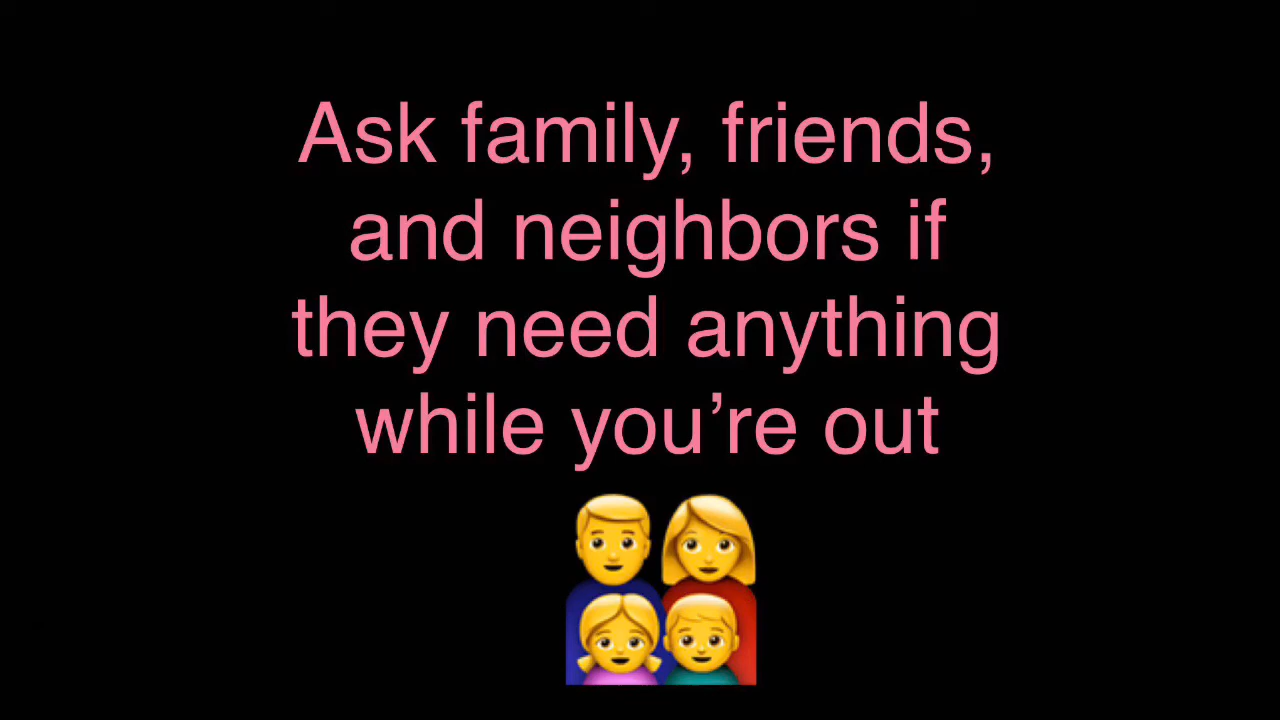 Ask family, friends,
and neighbors if
they need anything
while you’re out